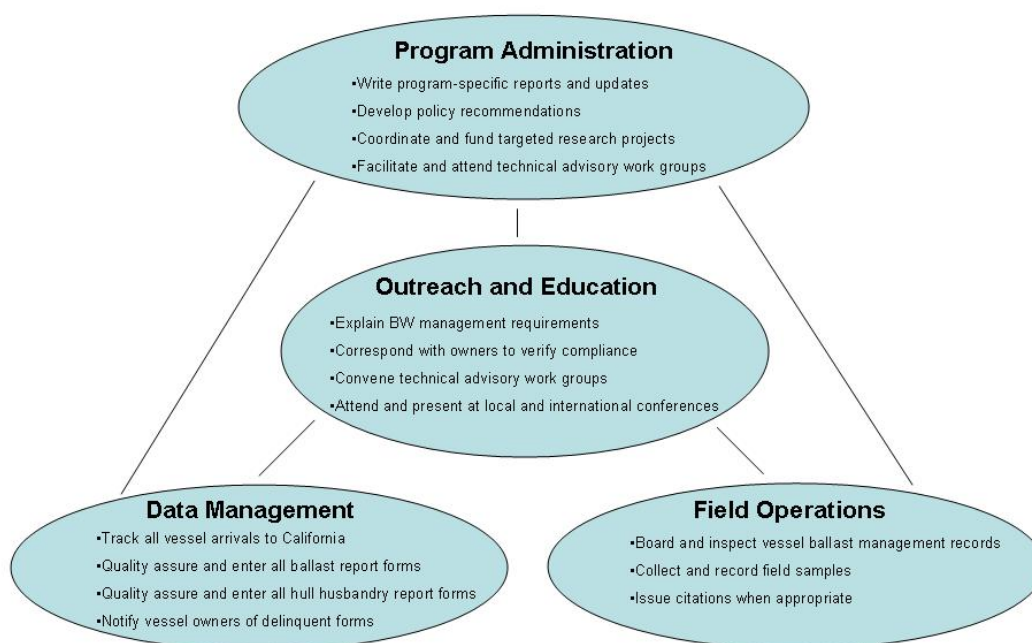 Program Administration
▪Write program-specific reports and updates
▪Develop policy recommendations
▪Coordinate and fund targeted research projects
▪Facilitate and attend technical advisory work groups
Outreach and Education
▪Explain BW management requirements
▪Correspond with owners to verify compliance
▪Convene technical advisory work groups
▪Attend and present at local and international conferences
Data Management
▪Track all vessel arrivals to California
▪Quality assure and enter all ballast report forms
▪Quality assure and enter all hull husbandry report forms
▪Notify vessel owners of delinquent forms
Field Operations
▪Board and inspect vessel ballast management records
▪Collect and record field samples
▪Issue citations when appropriate